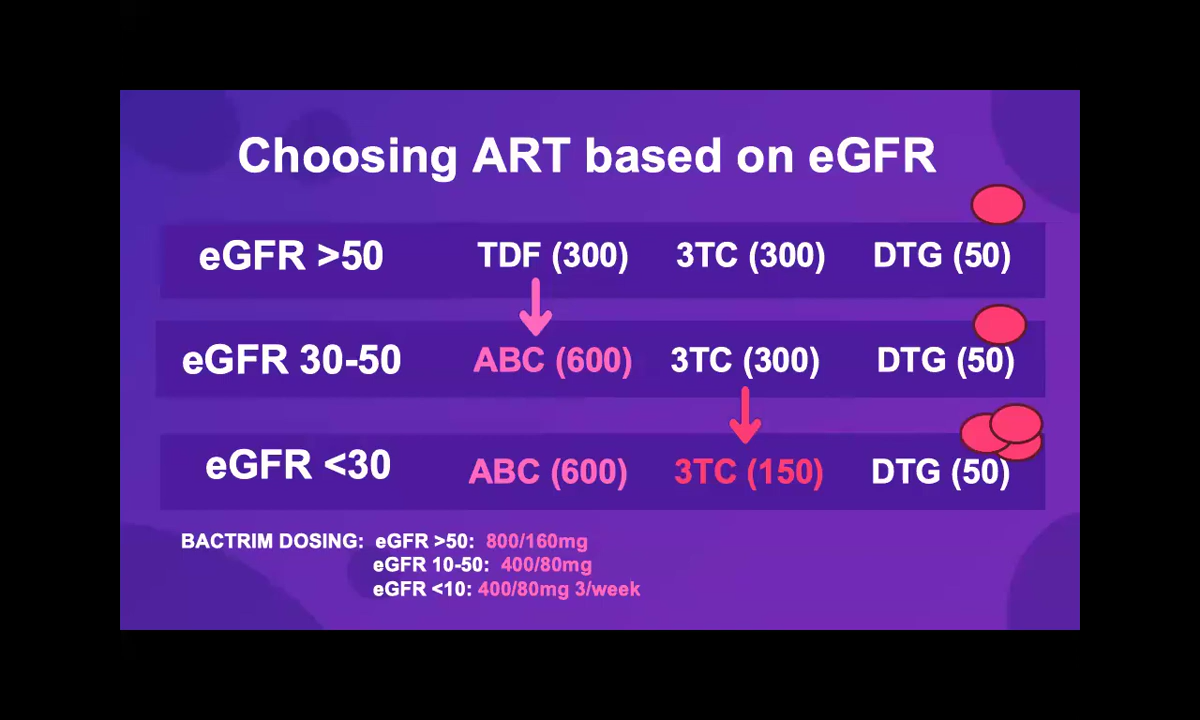 Choosing ART based on eGFR
eGFR >50 TDF (300) 3TC (300) DTG (50)
eGFR 30-50 ABC (600) 3TC (300) DTG (50)
eGFR <30 ABC (600) 3TC (150) DTG (50)
BACTRIM DOSING: eGFR >50: 800/160mg
eGFR 10-50: 400/80mg
eGFR <10: 400/80mg 3/week